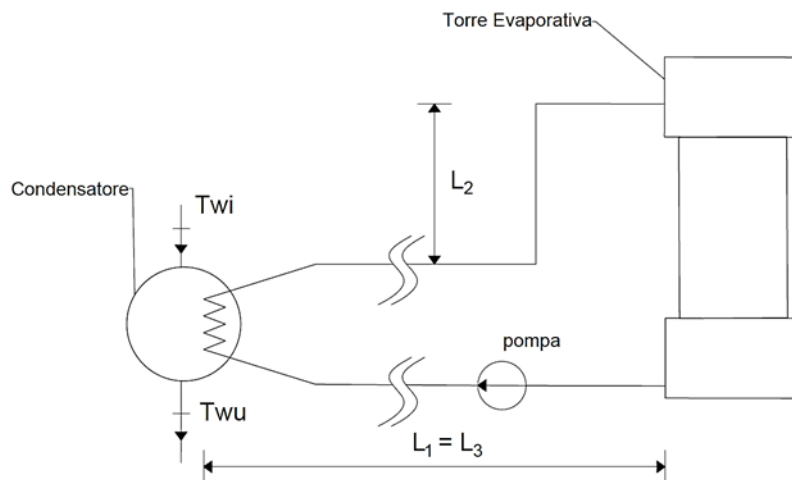 Torre Evaporativa
Condensatore
Twi
L₂
pompa
Twu
L₁ = L₃